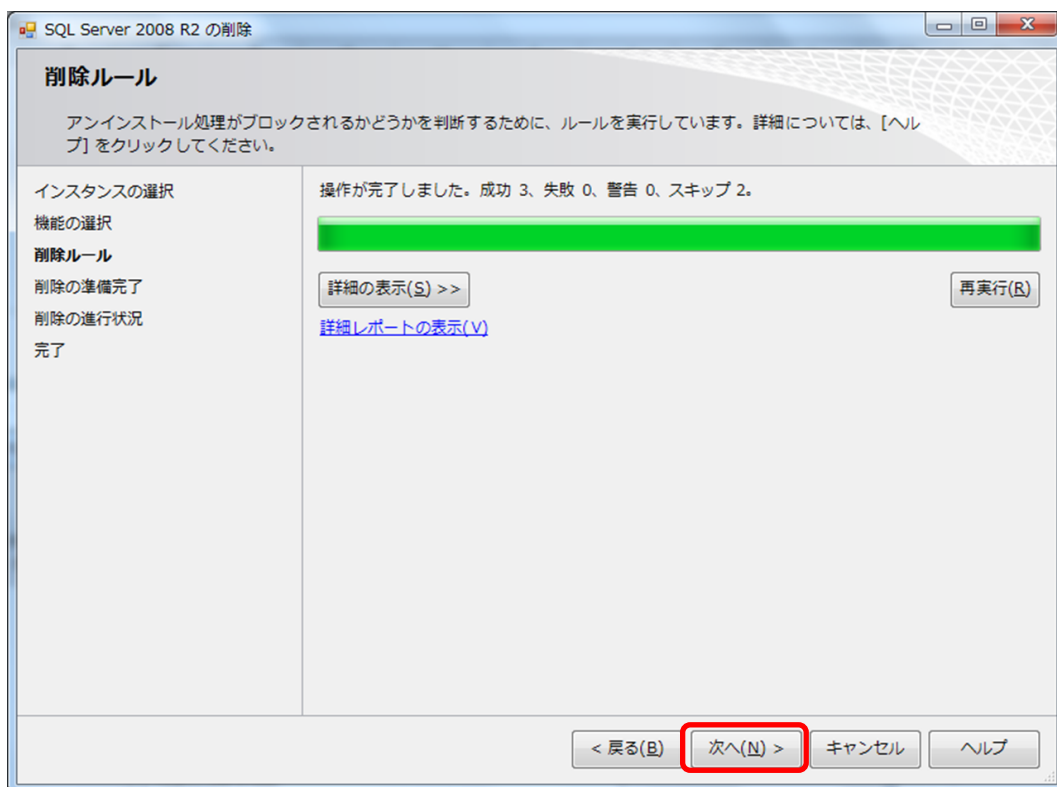 SQL Server 2008 R2 の削除
削除ルール
アンインストール処理がブロックされるかどうかを判断するために、ルールを実行しています。詳細については、[ヘル
プ] をクリックしてください。
インスタンスの選択
機能の選択
削除ルール
削除の準備完了
削除の進行状況
完了
操作が完了しました。成功 3、失敗 0、警告 0、スキップ 2。
詳細の表示(S) >>
再実行(R)
詳細レポートの表示(V)
< 戻る(B)
次へ(N) >
キャンセル
ヘルプ